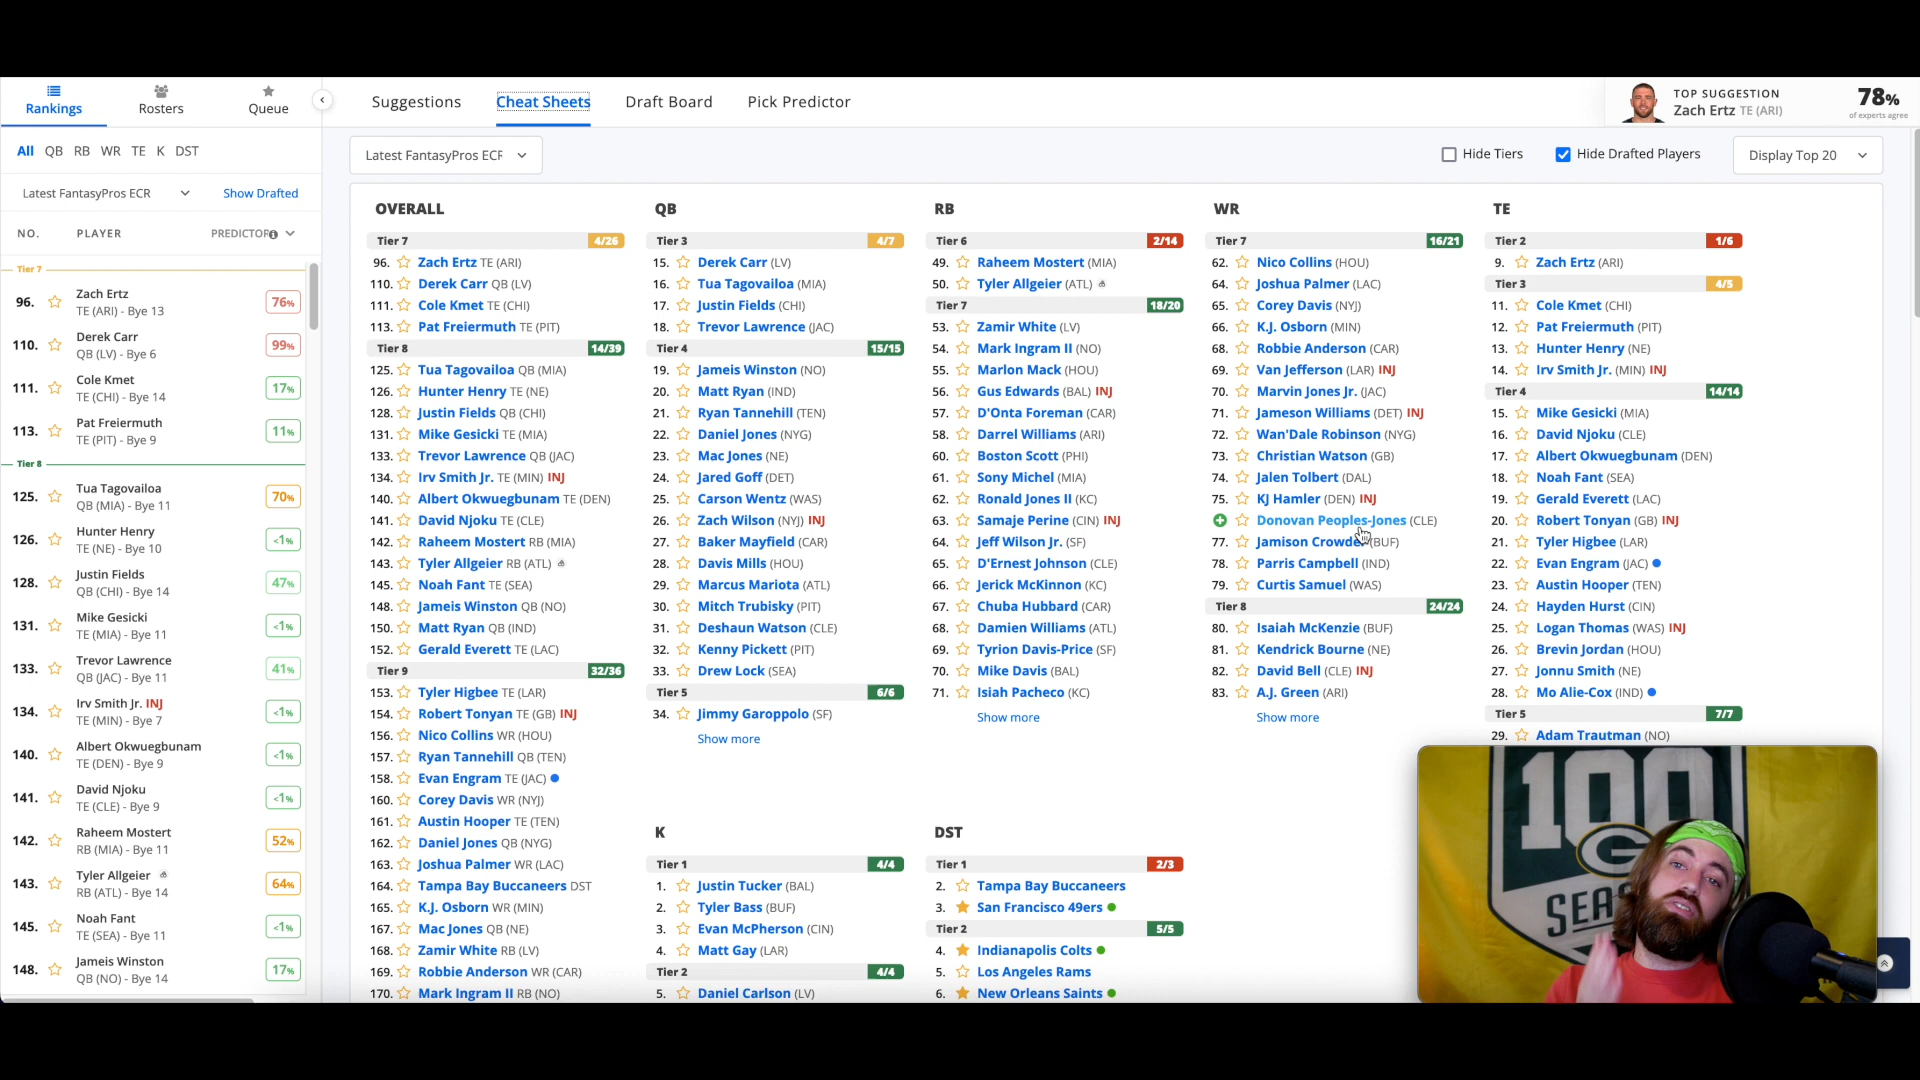 Rankings
Rosters
Queue
Suggestions
Cheat Sheets
Draft Board
Pick Predictor
TOP SUGGESTION
Zach Ertz TE (ARI)
78%
of experts agree
All QB RB WR TE K DST
Latest FantasyPros ECR
Show Drafted
NO. PLAYER PREDICTOR
Tier 7
96. Zach Ertz 76%
TE (ARI) - Bye 13
110. Derek Carr 99%
QB (LV) - Bye 6
111. Cole Kmet 17%
TE (CHI) - Bye 14
113. Pat Freiermuth 11%
TE (PIT) - Bye 9
Tier 8
125. Tua Tagovailoa 70%
QB (MIA) - Bye 11
126. Hunter Henry <1%
TE (NE) - Bye 10
128. Justin Fields 47%
QB (CHI) - Bye 14
131. Mike Gesicki <1%
TE (MIA) - Bye 11
133. Trevor Lawrence 41%
QB (JAC) - Bye 11
134. Irv Smith Jr. INJ <1%
TE (MIN) - Bye 7
140. Albert Okwuegbunam <1%
TE (DEN) - Bye 9
141. David Njoku <1%
TE (CLE) - Bye 9
142. Raheem Mostert 52%
RB (MIA) - Bye 11
143. Tyler Allgeier 64%
RB (ATL) - Bye 14
145. Noah Fant <1%
TE (SEA) - Bye 11
148. Jameis Winston 17%
QB (NO) - Bye 14
Latest FantasyPros ECF
Hide Tiers
Hide Drafted Players
Display Top 20
OVERALL
Tier 7 4/26
96. Zach Ertz TE (ARI)
110. Derek Carr QB (LV)
111. Cole Kmet TE (CHI)
113. Pat Freiermuth TE (PIT)
Tier 8 14/39
125. Tua Tagovailoa QB (MIA)
126. Hunter Henry TE (NE)
128. Justin Fields QB (CHI)
131. Mike Gesicki TE (MIA)
133. Trevor Lawrence QB (JAC)
134. Irv Smith Jr. TE (MIN) INJ
140. Albert Okwuegbunam TE (DEN)
141. David Njoku TE (CLE)
142. Raheem Mostert RB (MIA)
143. Tyler Allgeier RB (ATL)
145. Noah Fant TE (SEA)
148. Jameis Winston QB (NO)
150. Matt Ryan QB (IND)
152. Gerald Everett TE (LAC)
Tier 9 32/36
153. Tyler Higbee TE (LAR)
154. Robert Tonyan TE (GB) INJ
156. Nico Collins WR (HOU)
157. Ryan Tannehill QB (TEN)
158. Evan Engram TE (JAC)
160. Corey Davis WR (NYJ)
161. Austin Hooper TE (TEN)
162. Daniel Jones QB (NYG)
163. Joshua Palmer WR (LAC)
164. Tampa Bay Buccaneers DST
165. K.J. Osborn WR (MIN)
167. Mac Jones QB (NE)
168. Zamir White RB (LV)
169. Robbie Anderson WR (CAR)
170. Mark Ingram II RB (NO)
QB
Tier 3 4/7
15. Derek Carr (LV)
16. Tua Tagovailoa (MIA)
17. Justin Fields (CHI)
18. Trevor Lawrence (JAC)
Tier 4 15/15
19. Jameis Winston (NO)
20. Matt Ryan (IND)
21. Ryan Tannehill (TEN)
22. Daniel Jones (NYG)
23. Mac Jones (NE)
24. Jared Goff (DET)
25. Carson Wentz (WAS)
26. Zach Wilson (NYJ) INJ
27. Baker Mayfield (CAR)
28. Davis Mills (HOU)
29. Marcus Mariota (ATL)
30. Mitch Trubisky (PIT)
31. Deshaun Watson (CLE)
32. Kenny Pickett (PIT)
33. Drew Lock (SEA)
Tier 5 6/6
34. Jimmy Garoppolo (SF)
Show more
RB
Tier 6 2/14
49. Raheem Mostert (MIA)
50. Tyler Allgeier (ATL)
Tier 7 18/20
53. Zamir White (LV)
54. Mark Ingram II (NO)
55. Marlon Mack (HOU)
56. Gus Edwards (BAL) INJ
57. D'Onta Foreman (CAR)
58. Darrel Williams (ARI)
60. Boston Scott (PHI)
61. Sony Michel (MIA)
62. Ronald Jones II (KC)
63. Samaje Perine (CIN) INJ
64. Jeff Wilson Jr. (SF)
65. D'Ernest Johnson (CLE)
66. Jerick McKinnon (KC)
67. Chuba Hubbard (CAR)
68. Damien Williams (ATL)
69. Tyrion Davis-Price (SF)
70. Mike Davis (BAL)
71. Isiah Pacheco (KC)
Show more
WR
Tier 7 16/21
62. Nico Collins (HOU)
64. Joshua Palmer (LAC)
65. Corey Davis (NYJ)
66. K.J. Osborn (MIN)
68. Robbie Anderson (CAR)
69. Van Jefferson (LAR) INJ
70. Marvin Jones Jr. (JAC)
71. Jameson Williams (DET) INJ
72. Wan'Dale Robinson (NYG)
73. Christian Watson (GB)
74. Jalen Tolbert (DAL)
75. KJ Hamler (DEN) INJ
Donovan Peoples-Jones (CLE)
77. Jamison Crowder (BUF)
78. Parris Campbell (IND)
79. Curtis Samuel (WAS)
Tier 8 24/24
80. Isaiah McKenzie (BUF)
81. Kendrick Bourne (NE)
82. David Bell (CLE) INJ
83. A.J. Green (ARI)
Show more
TE
Tier 2 1/6
9. Zach Ertz (ARI)
Tier 3 4/5
11. Cole Kmet (CHI)
12. Pat Freiermuth (PIT)
13. Hunter Henry (NE)
14. Irv Smith Jr. (MIN) INJ
Tier 4 14/14
15. Mike Gesicki (MIA)
16. David Njoku (CLE)
17. Albert Okwuegbunam (DEN)
18. Noah Fant (SEA)
19. Gerald Everett (LAC)
20. Robert Tonyan (GB) INJ
21. Tyler Higbee (LAR)
22. Evan Engram (JAC)
23. Austin Hooper (TEN)
24. Hayden Hurst (CIN)
25. Logan Thomas (WAS) INJ
26. Brevin Jordan (HOU)
27. Jonnu Smith (NE)
28. Mo Alie-Cox (IND)
Tier 5 7/7
29. Adam Trautman (NO)
K
Tier 1 4/4
1. Justin Tucker (BAL)
2. Tyler Bass (BUF)
3. Evan McPherson (CIN)
4. Matt Gay (LAR)
Tier 2 4/4
5. Daniel Carlson (LV)
DST
Tier 1 2/3
2. Tampa Bay Buccaneers
3. San Francisco 49ers
Tier 2 5/5
4. Indianapolis Colts
5. Los Angeles Rams
6. New Orleans Saints
100
G
SEA